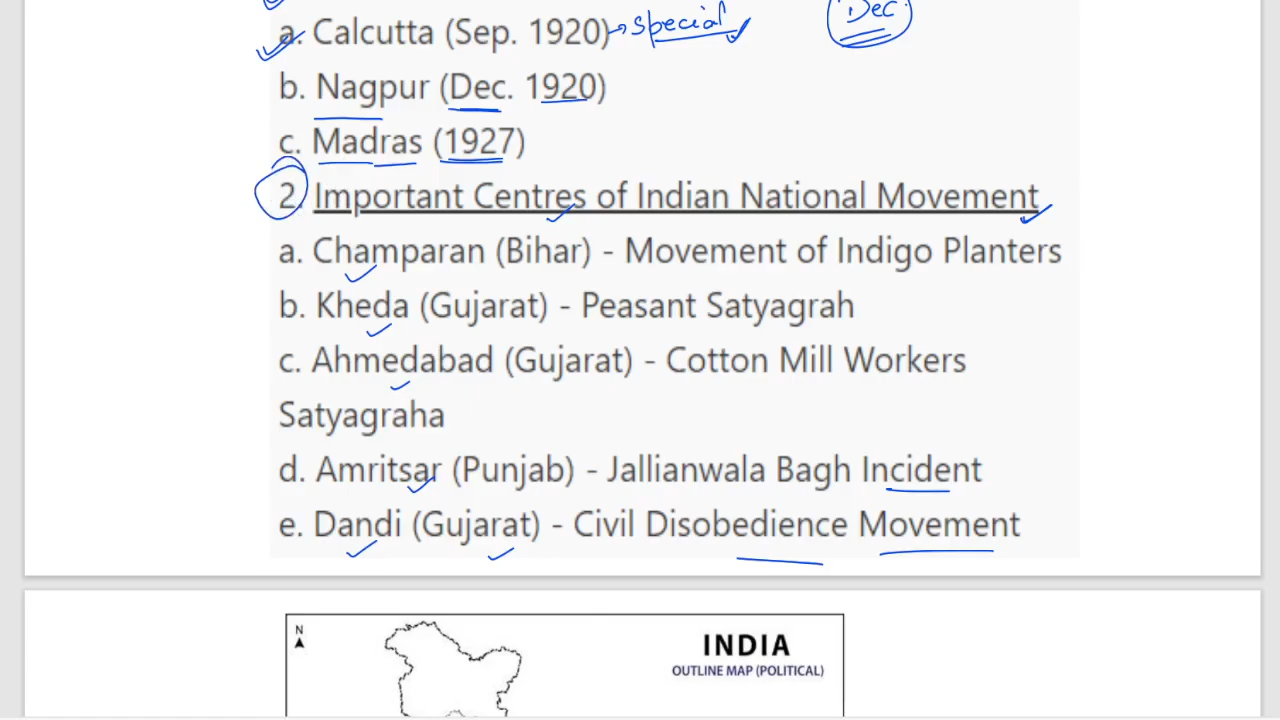 a. Calcutta (Sep. 1920) → special
Dec
b. Nagpur (Dec. 1920)
c. Madras (1927)
2. Important Centres of Indian National Movement
a. Champaran (Bihar) - Movement of Indigo Planters
b. Kheda (Gujarat) - Peasant Satyagrah
c. Ahmedabad (Gujarat) - Cotton Mill Workers
Satyagraha
d. Amritsar (Punjab) - Jallianwala Bagh Incident
e. Dandi (Gujarat) - Civil Disobedience Movement
N
INDIA
OUTLINE MAP (POLITICAL)